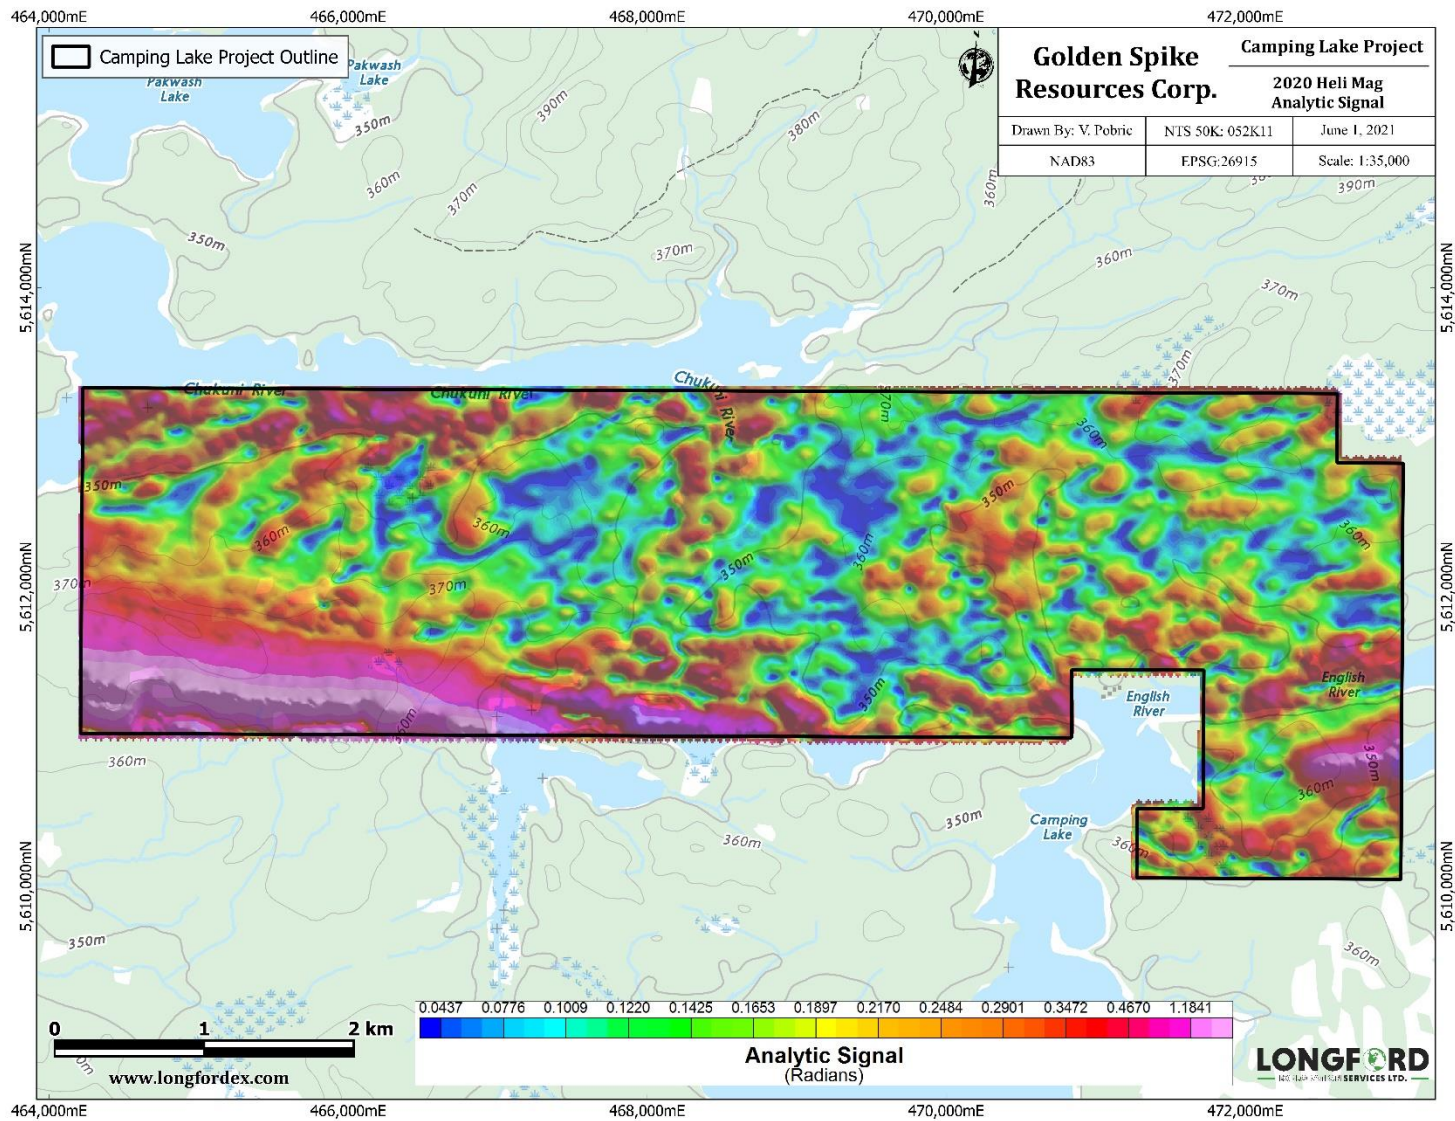 464,000mE 466,000mE 468,000mE 470,000mE 472,000mE
Camping Lake Project Outline
Golden Spike
Resources Corp.
Camping Lake Project
2020 Heli Mag
Analytic Signal
Drawn By: V. Pobric NTS 50K: 052K11 June 1, 2021
NAD83 EPSG:26915 Scale: 1:35,000
Pakwash
Lake
Pakwash
Lake
350m
390m
380m
360m
370m
360m
390m
350m
370m
360m
370m
5,614,000mN
5,614,000mN
370m
Chukuni River
Chukuni River
Chukuni River
370m
360m
350m
350m
360m
360m
360m
360m
350m
370m
370m
5,612,000mN
5,612,000mN
English
River
English
River
350m
360m
350m
360m
360m
350m
Camping
Lake
360m
360m
5,610,000mN
5,610,000mN
350m
360m
0 1 2 km
www.longfordex.com
0.0437 0.0776 0.1009 0.1220 0.1425 0.1653 0.1897 0.2170 0.2484 0.2901 0.3472 0.4670 1.1841
Analytic Signal
(Radians)
LONGFORD
SERVICES LTD.
464,000mE 466,000mE 468,000mE 470,000mE 472,000mE